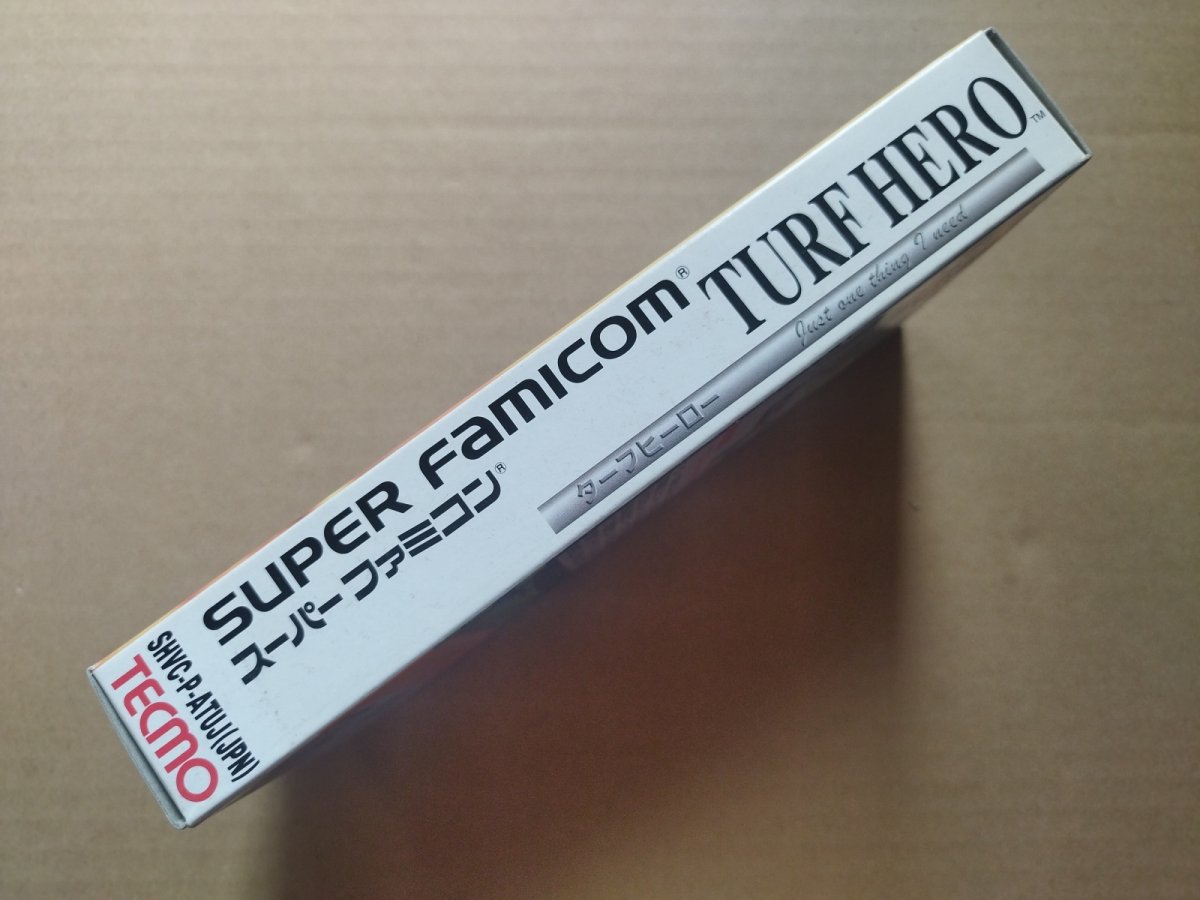 TECMO
SHVC-P-ATUJ(JPN)
SUPER FAMICOM®
スーパーファミコン®
TURF HERO™
ターフヒーロー
Just one thing I need